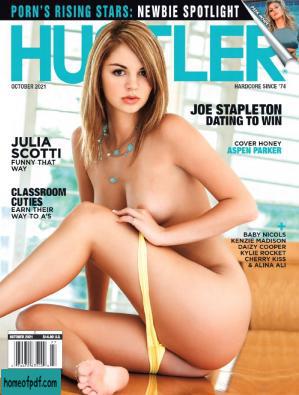 PORN'S RISING STARS: NEWBIE SPOTLIGHT
HUSTLER
OCTOBER 2021
HARDCORE SINCE '74
JOE STAPLETON
DATING TO WIN
COVER HONEY
ASPEN PARKER
JULIA
SCOTTI
FUNNY THAT
WAY
CLASSROOM
CUTIES
EARN THEIR
WAY TO A'S
+
BABY NICOLS
KENZIE MADISON
DAIZY COOPER
KYLIE ROCKET
CHERRY KISS
& ALINA ALI
OCTOBER 2021
homeofpdf.com